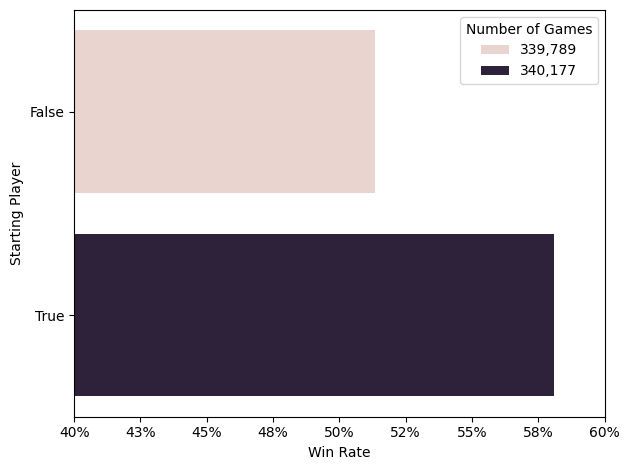 Number of Games
339,789
340,177
Starting Player
False
True
40% 43% 45% 48% 50% 52% 55% 58% 60%
Win Rate